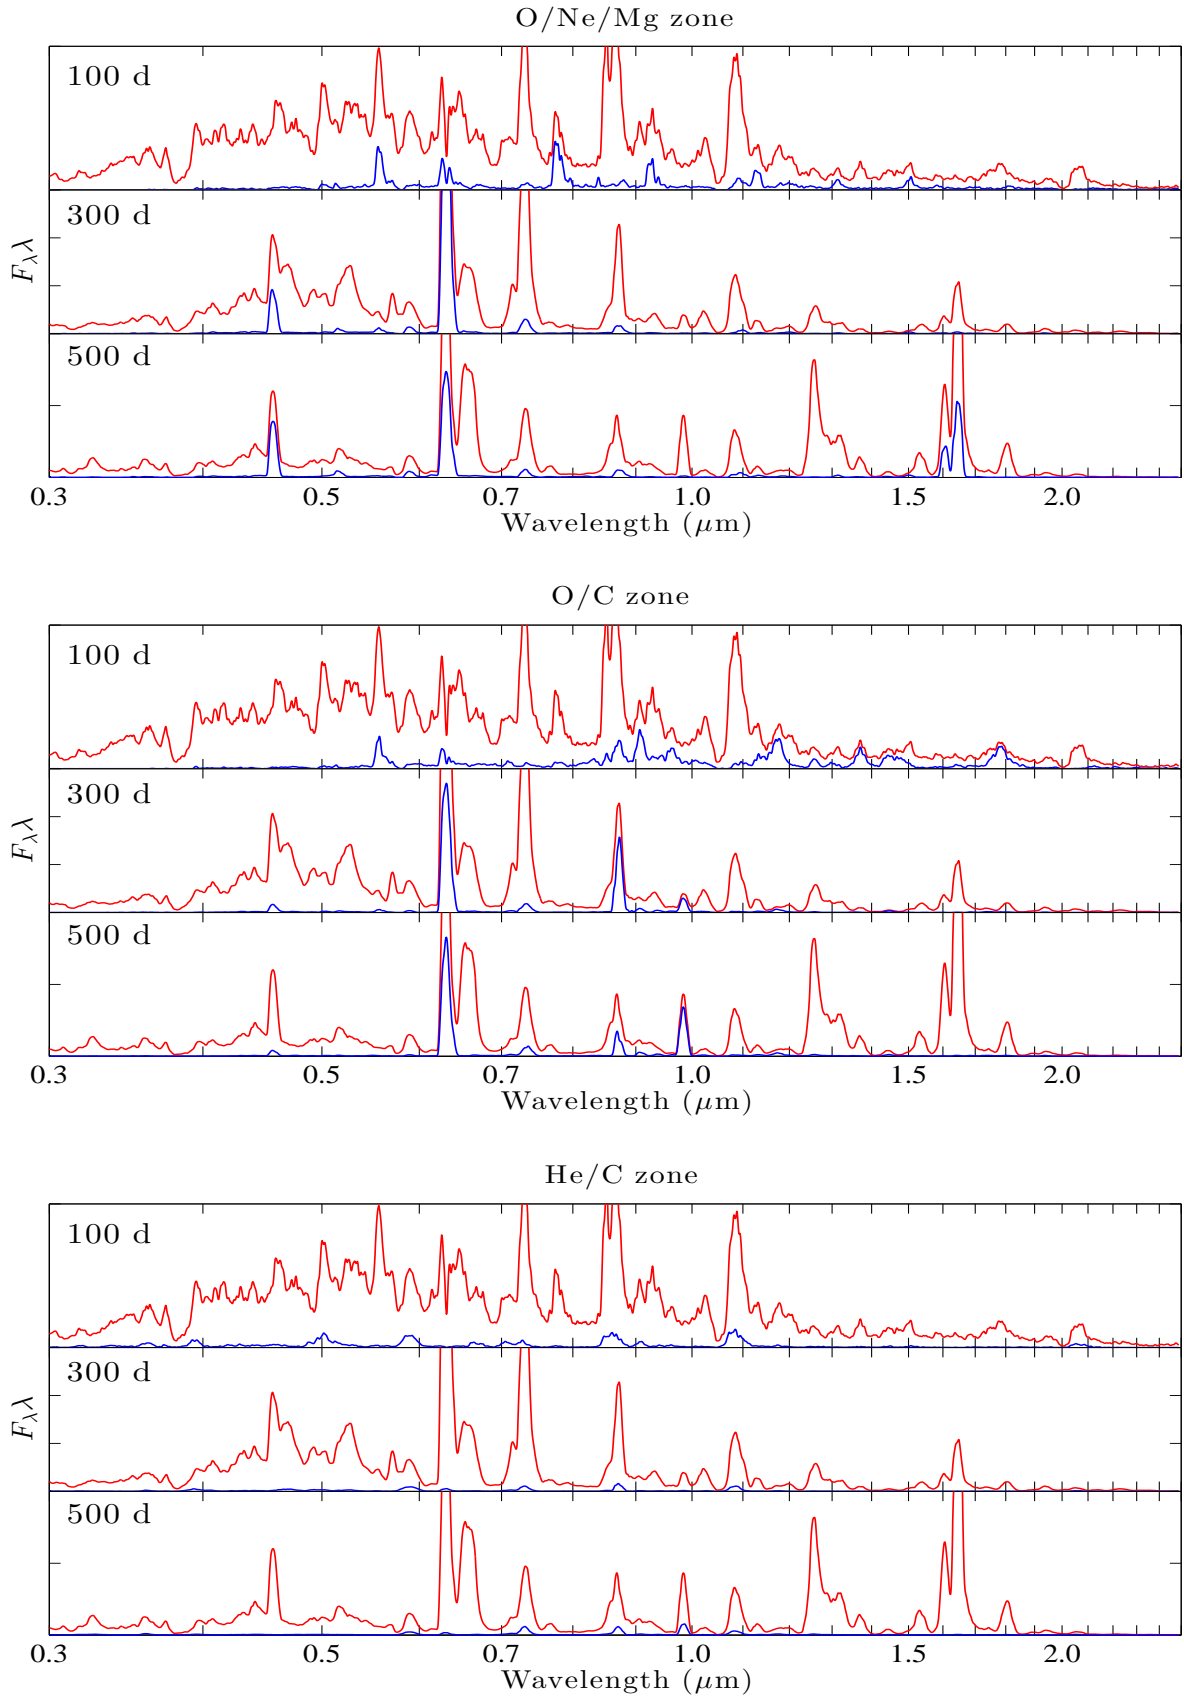 O/Ne/Mg zone
100 d
300 d
500 d
F_λ λ
0.3 0.5 0.7 1.0 1.5 2.0
Wavelength (μm)
O/C zone
100 d
300 d
500 d
F_λ λ
0.3 0.5 0.7 1.0 1.5 2.0
Wavelength (μm)
He/C zone
100 d
300 d
500 d
F_λ λ
0.3 0.5 0.7 1.0 1.5 2.0
Wavelength (μm)